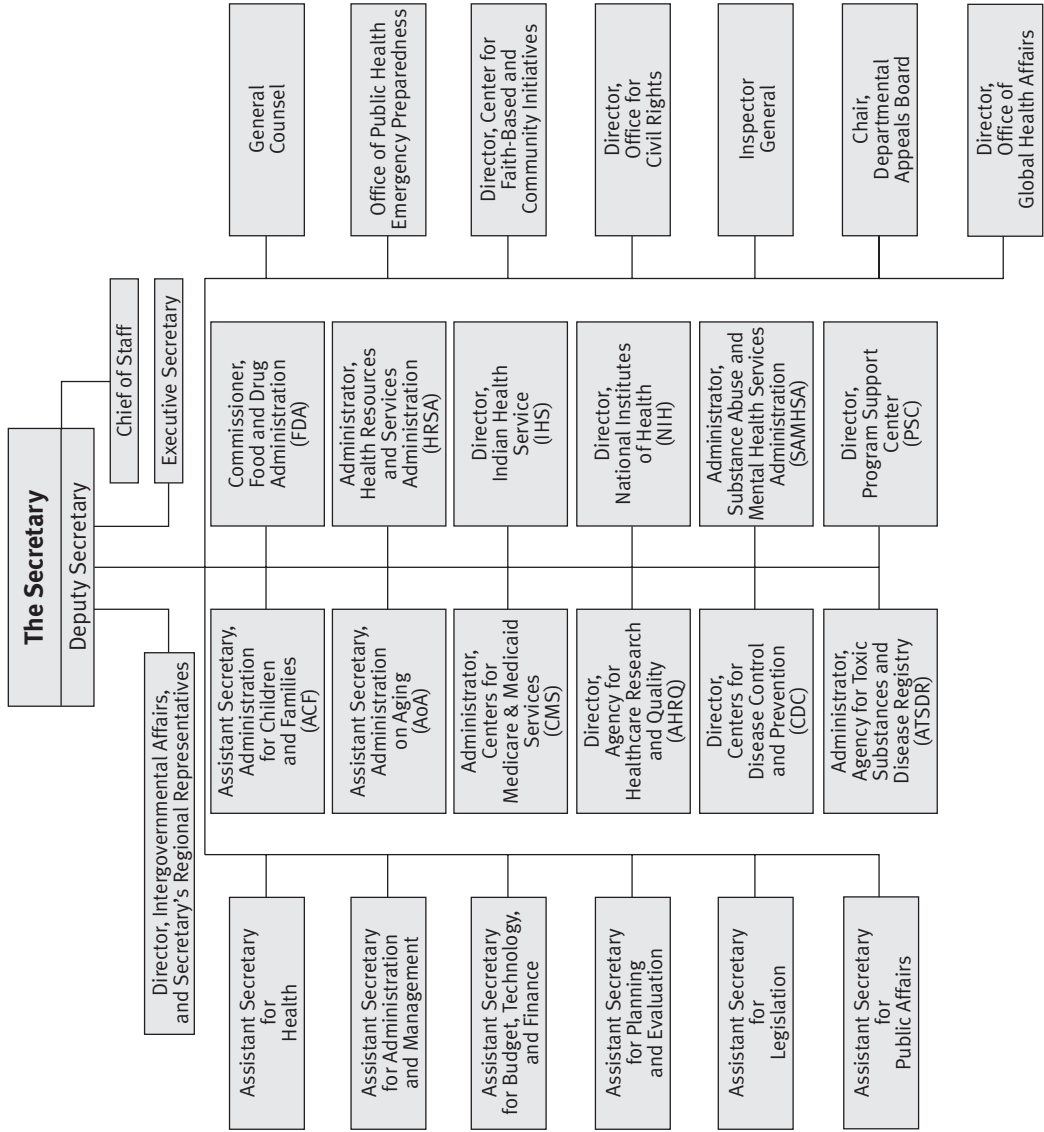 The Secretary
Deputy Secretary
Chief of Staff
Executive Secretary
Director, Intergovernmental Affairs,
and Secretary's Regional Representatives
Assistant Secretary
for
Health
Assistant Secretary
for Administration
and Management
Assistant Secretary
for Budget, Technology,
and Finance
Assistant Secretary
for Planning
and Evaluation
Assistant Secretary
for
Legislation
Assistant Secretary
for
Public Affairs
Assistant Secretary,
Administration
for Children
and Families
(ACF)
Assistant Secretary,
Administration
on Aging
(AoA)
Administrator,
Centers for
Medicare & Medicaid
Services
(CMS)
Director,
Agency for
Healthcare Research
and Quality
(AHRQ)
Director,
Centers for
Disease Control
and Prevention
(CDC)
Administrator,
Agency for Toxic
Substances and
Disease Registry
(ATSDR)
Commissioner,
Food and Drug
Administration
(FDA)
Administrator,
Health Resources
and Services
Administration
(HRSA)
Director,
Indian Health
Service
(IHS)
Director,
National Institutes
of Health
(NIH)
Administrator,
Substance Abuse and
Mental Health Services
Administration
(SAMHSA)
Director,
Program Support
Center
(PSC)
General
Counsel
Office of Public Health
Emergency Preparedness
Director, Center for
Faith-Based and
Community Initiatives
Director,
Office for
Civil Rights
Inspector
General
Chair,
Departmental
Appeals Board
Director,
Office of
Global Health Affairs